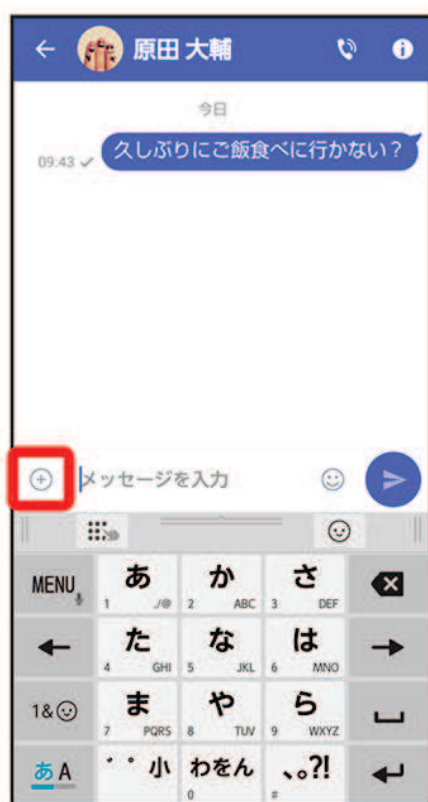 原田 大輔
今日
久しぶりにご飯食べに行かない？
09:43
メッセージを入力
MENU あ か さ
1 ./@ 2 ABC 3 DEF
た な は
4 GHI 5 JKL 6 MNO
1&☺ ま や ら
7 PQRS 8 TUV 9 WXYZ
あA ゛゜小 わをん 、。?!
0 #